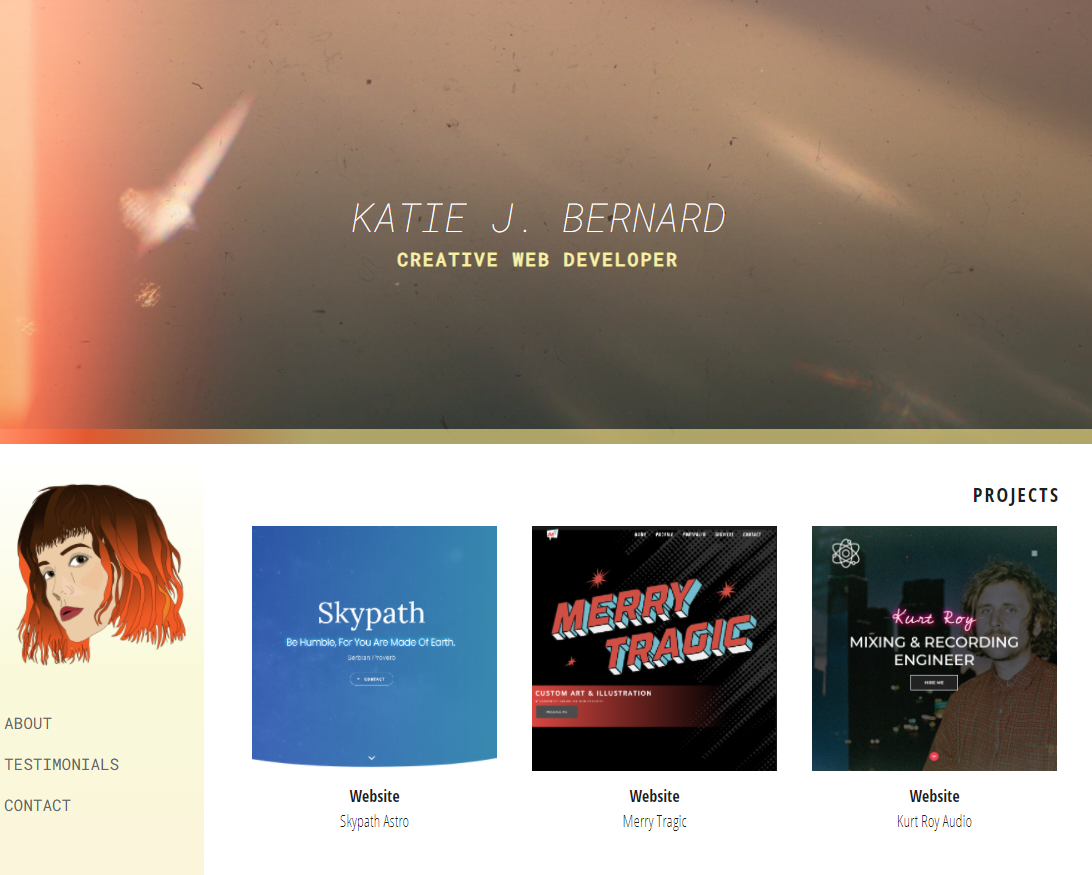 KATIE J. BERNARD
CREATIVE WEB DEVELOPER
PROJECTS
ABOUT
TESTIMONIALS
CONTACT
Skypath
Be Humble, For You Are Made Of Earth.
Serbian Proverb
CONTACT
Website
Skypath Astro
HOME PROFILE PORTFOLIO SERVICES CONTACT
MERRY
TRAGIC
CUSTOM ART & ILLUSTRATION
Website
Merry Tragic
Kurt Roy
MIXING & RECORDING
ENGINEER
HIRE ME
Website
Kurt Roy Audio